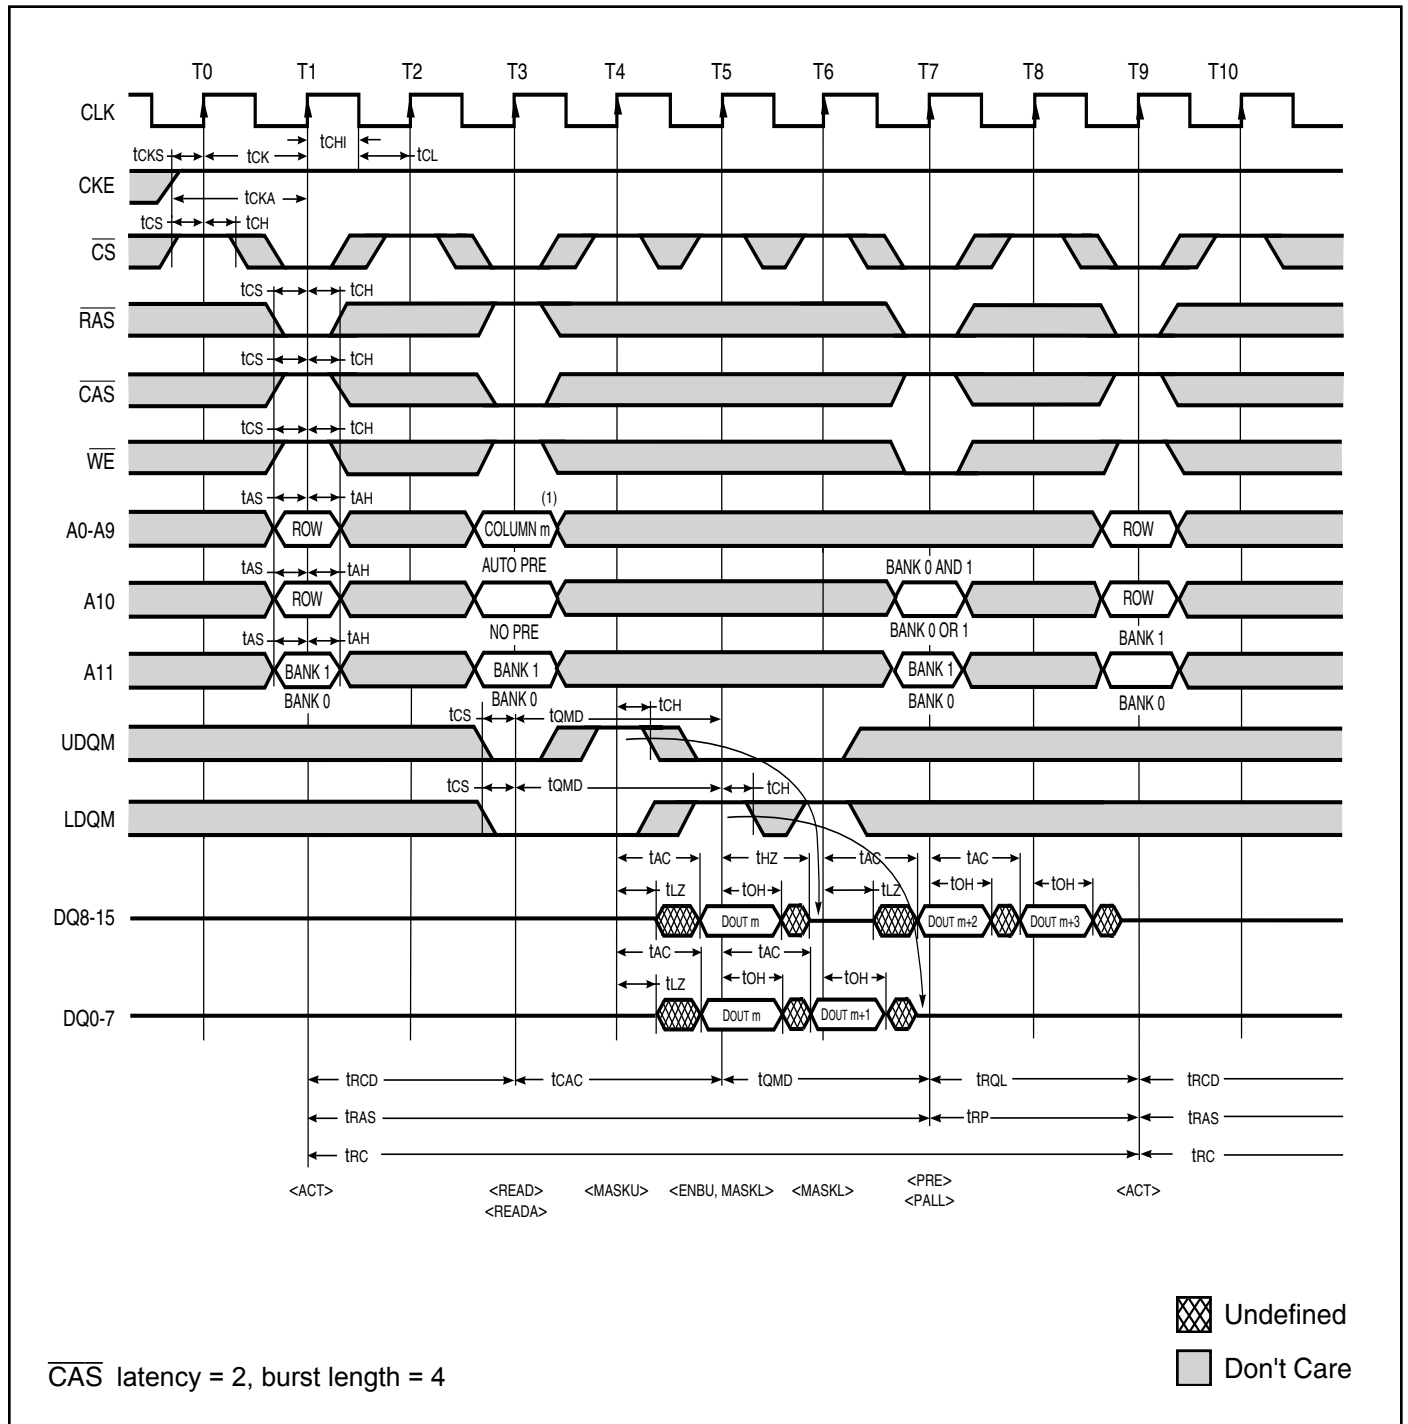 T0 T1 T2 T3 T4 T5 T6 T7 T8 T9 T10
CLK
tCHI
tCKS tCK tCL
CKE
tCKA
tCS tCH
CS
tCS tCH
RAS
tCS tCH
CAS
tCS tCH
WE
tAS tAH (1)
A0-A9 ROW COLUMN m ROW
tAS tAH AUTO PRE BANK 0 AND 1
A10 ROW ROW
tAS tAH NO PRE BANK 0 OR 1 BANK 1
A11 BANK 1 BANK 1 BANK 1
BANK 0 BANK 0 BANK 0 BANK 0
tCS tQMD tCH
UDQM
tCS tQMD tCH
LDQM
tAC tHZ tAC tAC
tLZ tOH tLZ tOH tOH
DQ8-15 DOUT m DOUT m+2 DOUT m+3
tAC tAC
tLZ tOH tOH
DQ0-7 DOUT m DOUT m+1
tRCD tCAC tQMD tRQL tRCD
tRAS tRP tRAS
tRC tRC
<ACT> <READ> <MASKU> <ENBU, MASKL> <MASKL> <PRE> <ACT>
<READA> <PALL>
Undefined
Don't Care
CAS latency = 2, burst length = 4